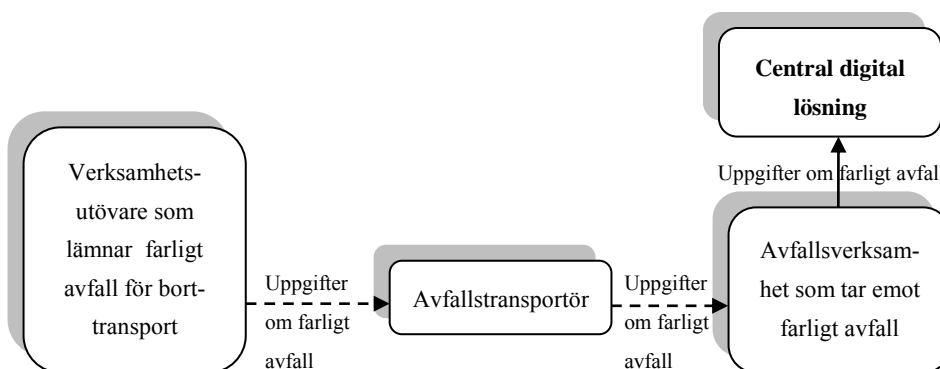 Central digital
lösning
Uppgifter om farligt avfall
Verksamhets-
utövare som
lämnar farligt
avfall för bort-
transport
Uppgifter
om farligt
avfall
Avfallstransportör
Uppgifter
om farligt
avfall
Avfallsverksam-
het som tar emot
farligt avfall